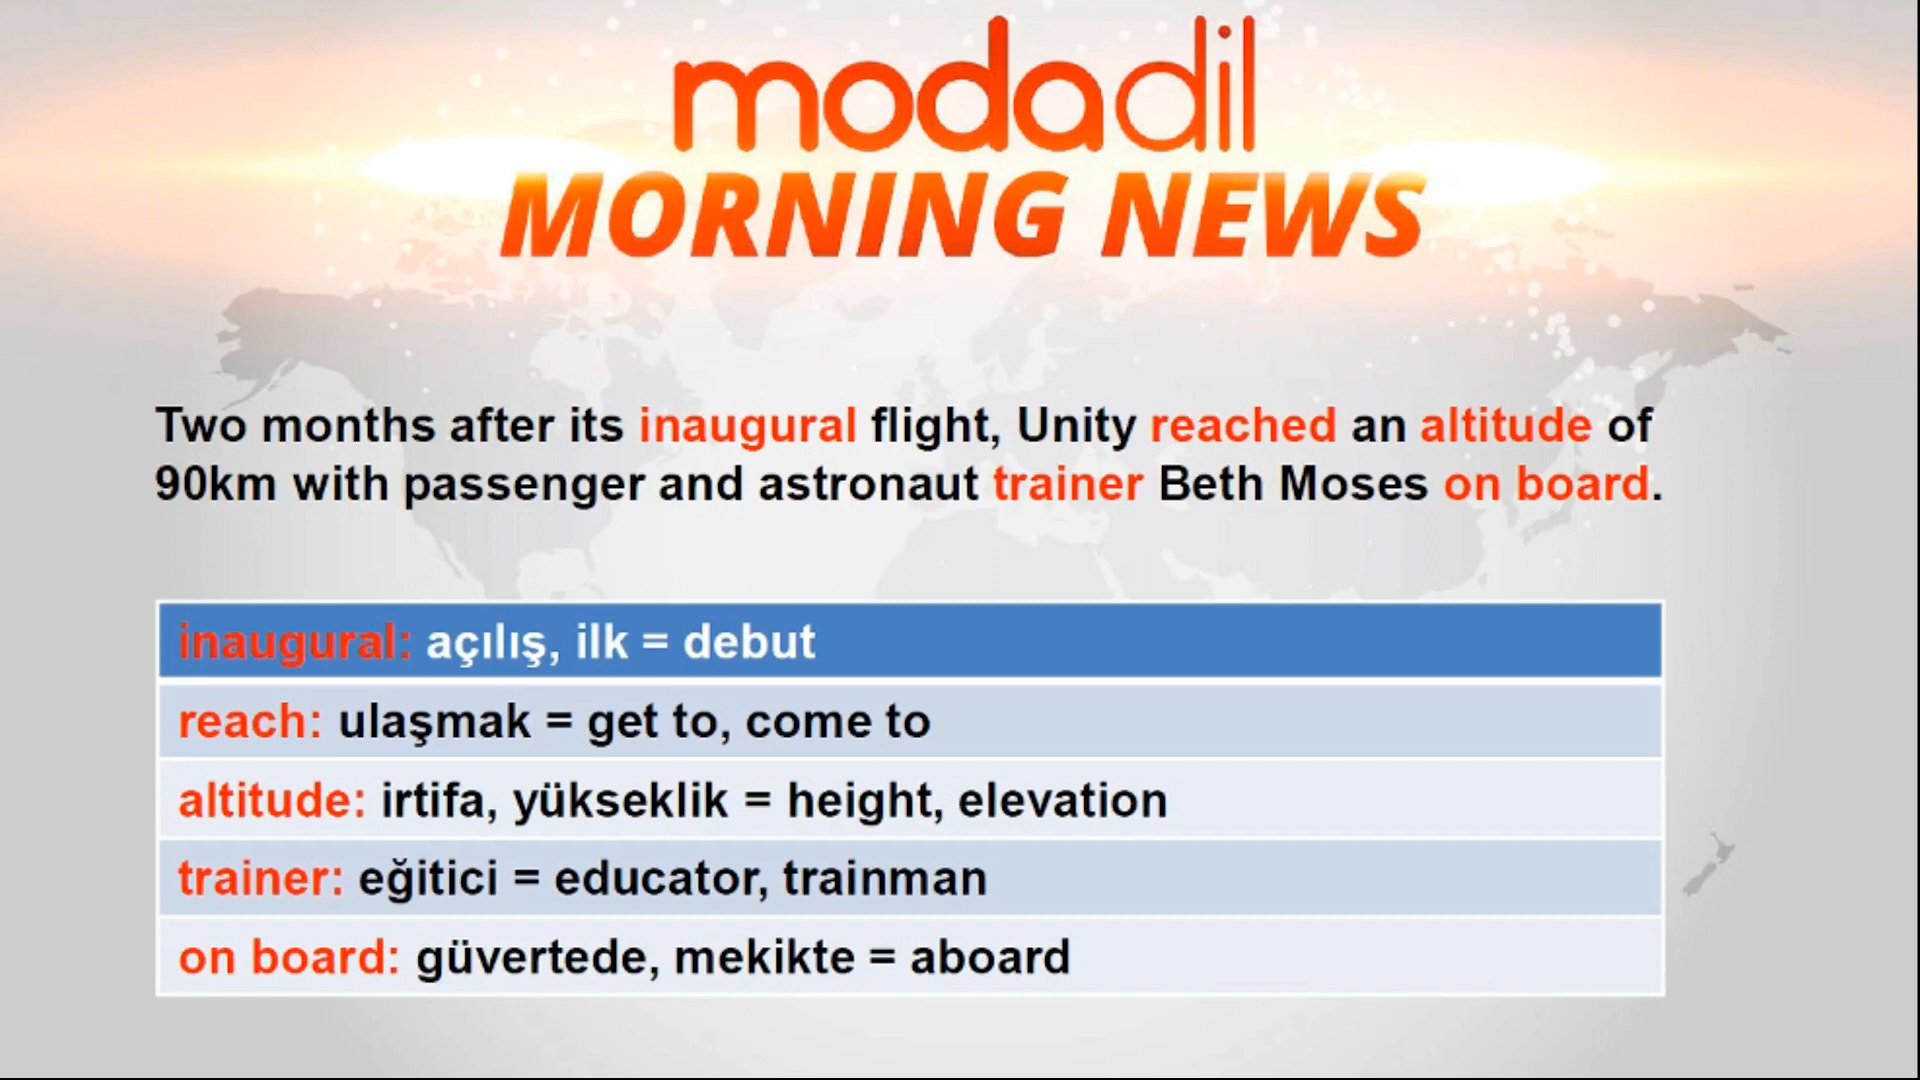 modadil
MORNING NEWS
Two months after its inaugural flight, Unity reached an altitude of
90km with passenger and astronaut trainer Beth Moses on board.
inaugural: açılış, ilk = debut
reach: ulaşmak = get to, come to
altitude: irtifa, yükseklik = height, elevation
trainer: eğitici = educator, trainman
on board: güvertede, mekikte = aboard